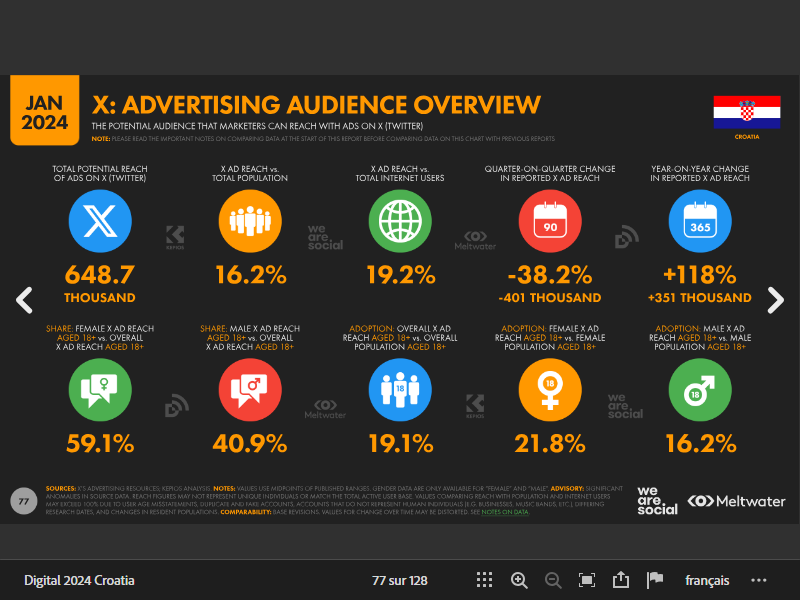 JAN
2024
X: ADVERTISING AUDIENCE OVERVIEW
THE POTENTIAL AUDIENCE THAT MARKETERS CAN REACH WITH ADS ON X (TWITTER)
NOTE: PLEASE READ THE IMPORTANT NOTES ON COMPARING DATA AT THE START OF THIS REPORT BEFORE COMPARING DATA ON THIS CHART WITH PREVIOUS REPORTS
CROATIA
TOTAL POTENTIAL REACH
OF ADS ON X (TWITTER)
648.7
THOUSAND
X AD REACH vs.
TOTAL POPULATION
16.2%
X AD REACH vs.
TOTAL INTERNET USERS
19.2%
QUARTER-ON-QUARTER CHANGE
IN REPORTED X AD REACH
90
-38.2%
-401 THOUSAND
YEAR-ON-YEAR CHANGE
IN REPORTED X AD REACH
365
+118%
+351 THOUSAND
KEPIOS
we
are
social
Meltwater
SHARE: FEMALE X AD REACH
AGED 18+ vs. OVERALL
X AD REACH AGED 18+
59.1%
SHARE: MALE X AD REACH
AGED 18+ vs. OVERALL
X AD REACH AGED 18+
40.9%
ADOPTION: OVERALL X AD
REACH AGED 18+ vs. OVERALL
POPULATION AGED 18+
18
19.1%
ADOPTION: FEMALE X AD
REACH AGED 18+ vs. FEMALE
POPULATION AGED 18+
18
21.8%
ADOPTION: MALE X AD
REACH AGED 18+ vs. MALE
POPULATION AGED 18+
18
16.2%
Meltwater
KEPIOS
we
are
social
77
SOURCES: X'S ADVERTISING RESOURCES; KEPIOS ANALYSIS. NOTES: VALUES USE MIDPOINTS OF PUBLISHED RANGES. GENDER DATA ARE ONLY AVAILABLE FOR "FEMALE" AND "MALE". ADVISORY: SIGNIFICANT
ANOMALIES IN SOURCE DATA. REACH FIGURES MAY NOT REPRESENT UNIQUE INDIVIDUALS OR MATCH THE TOTAL ACTIVE USER BASE. VALUES COMPARING REACH WITH POPULATION AND INTERNET USERS
MAY EXCEED 100% DUE TO USER AGE MISSTATEMENTS, DUPLICATE AND FAKE ACCOUNTS, ACCOUNTS THAT DO NOT REPRESENT HUMAN INDIVIDUALS (E.G. BUSINESSES, MUSIC BANDS, ETC.), DIFFERING
RESEARCH DATES, AND CHANGES IN RESIDENT POPULATIONS. COMPARABILITY: BASE REVISIONS. VALUES FOR CHANGE OVER TIME MAY BE DISTORTED. SEE NOTES ON DATA.
we
are
social
Meltwater
Digital 2024 Croatia
77 sur 128
français